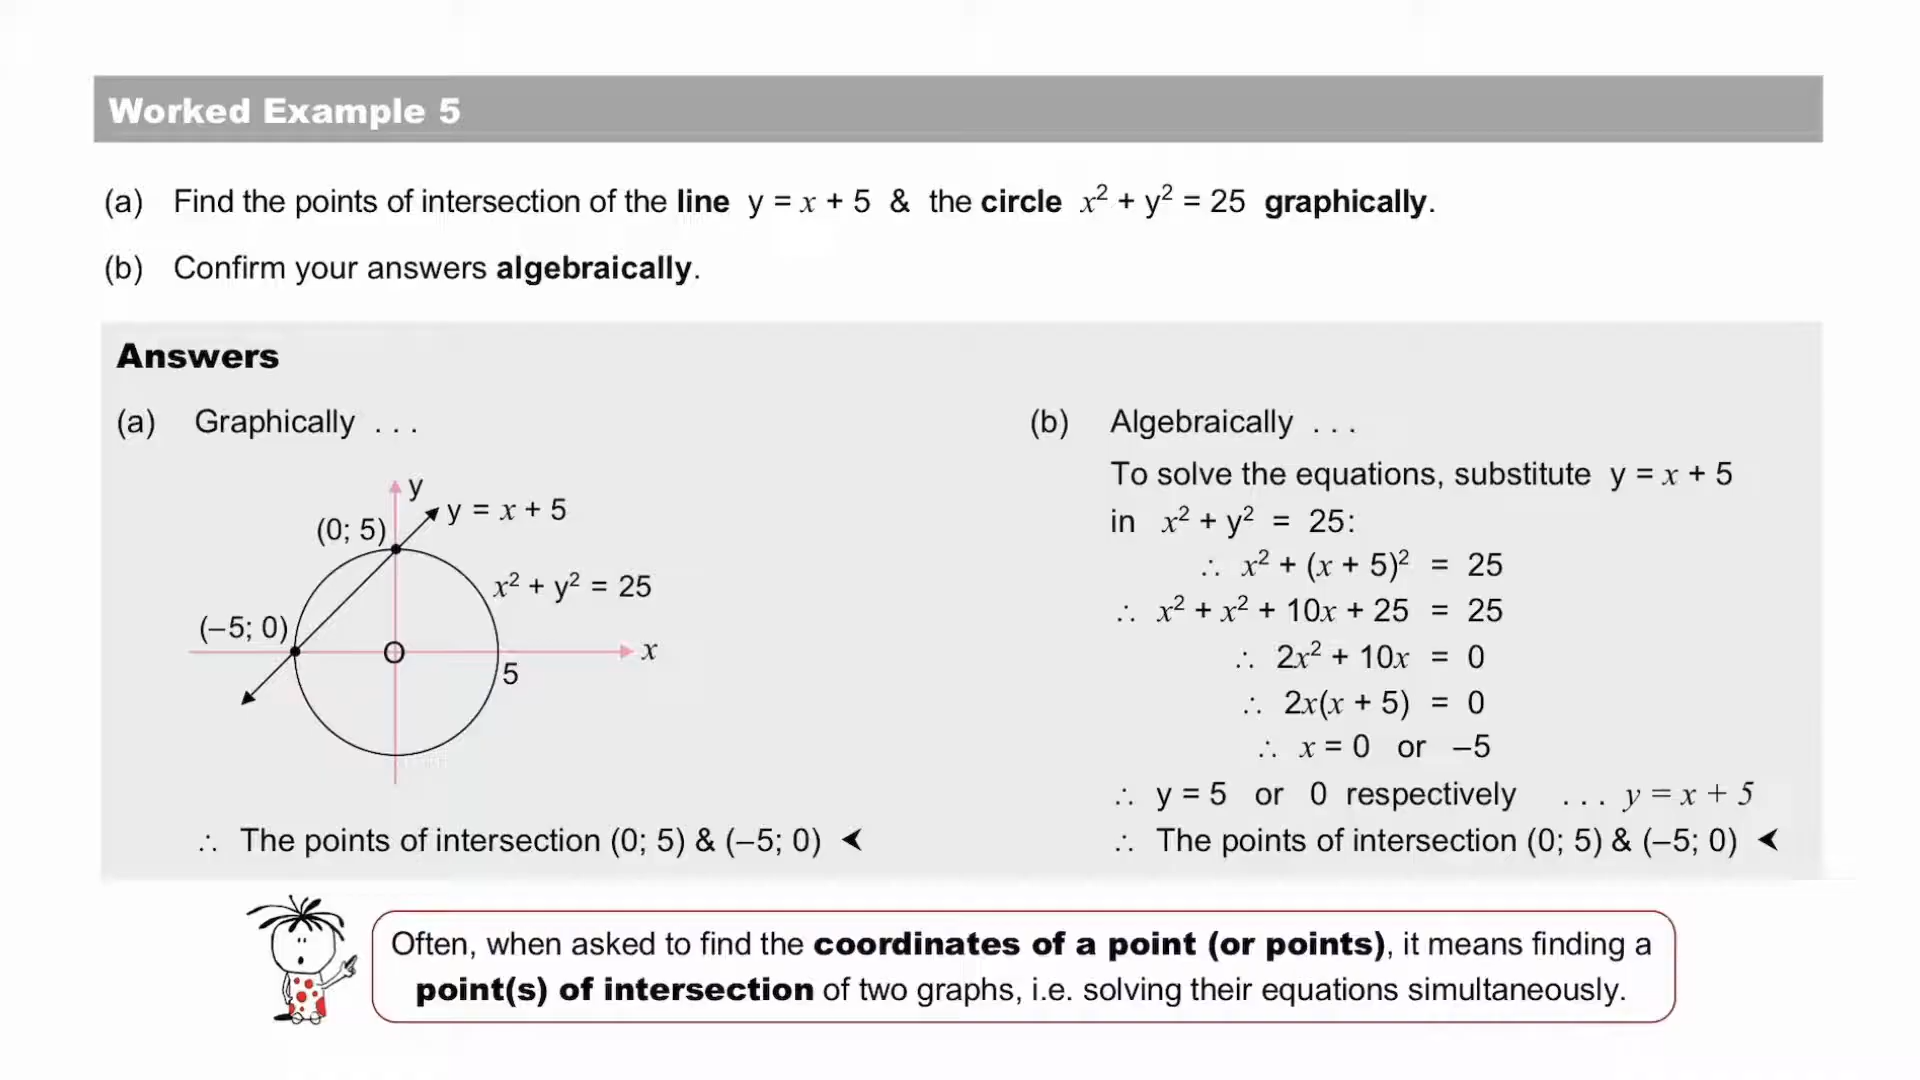 Worked Example 5
(a) Find the points of intersection of the line y = x + 5 & the circle x² + y² = 25 graphically.
(b) Confirm your answers algebraically.
Answers
(a) Graphically . . .
y
y = x + 5
(0; 5)
x² + y² = 25
(–5; 0)
O
x
5
∴ The points of intersection (0; 5) & (–5; 0) ⮜
(b) Algebraically . . .
To solve the equations, substitute y = x + 5
in x² + y² = 25:
∴ x² + (x + 5)² = 25
∴ x² + x² + 10x + 25 = 25
∴ 2x² + 10x = 0
∴ 2x(x + 5) = 0
∴ x = 0 or –5
∴ y = 5 or 0 respectively . . . y = x + 5
∴ The points of intersection (0; 5) & (–5; 0) ⮜
Often, when asked to find the coordinates of a point (or points), it means finding a
point(s) of intersection of two graphs, i.e. solving their equations simultaneously.